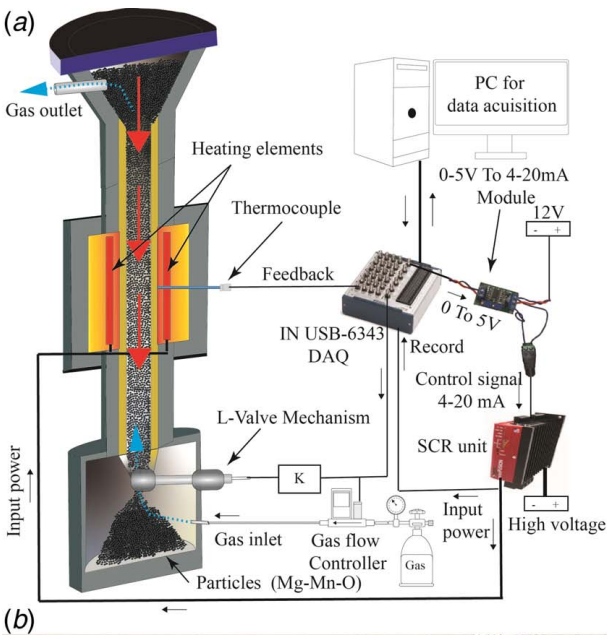 (a)
Gas outlet
PC for
data acuisition
Heating elements
0-5V To 4-20mA
Module
12V
- +
Thermocouple
Feedback
0 To 5V
IN USB-6343
DAQ
Record
Control signal
4-20 mA
L-Valve Mechanism
SCR unit
K
Input power
Gas inlet
Gas flow
Controller
Gas
Input
power
- +
High voltage
Particles (Mg-Mn-O)
(b)